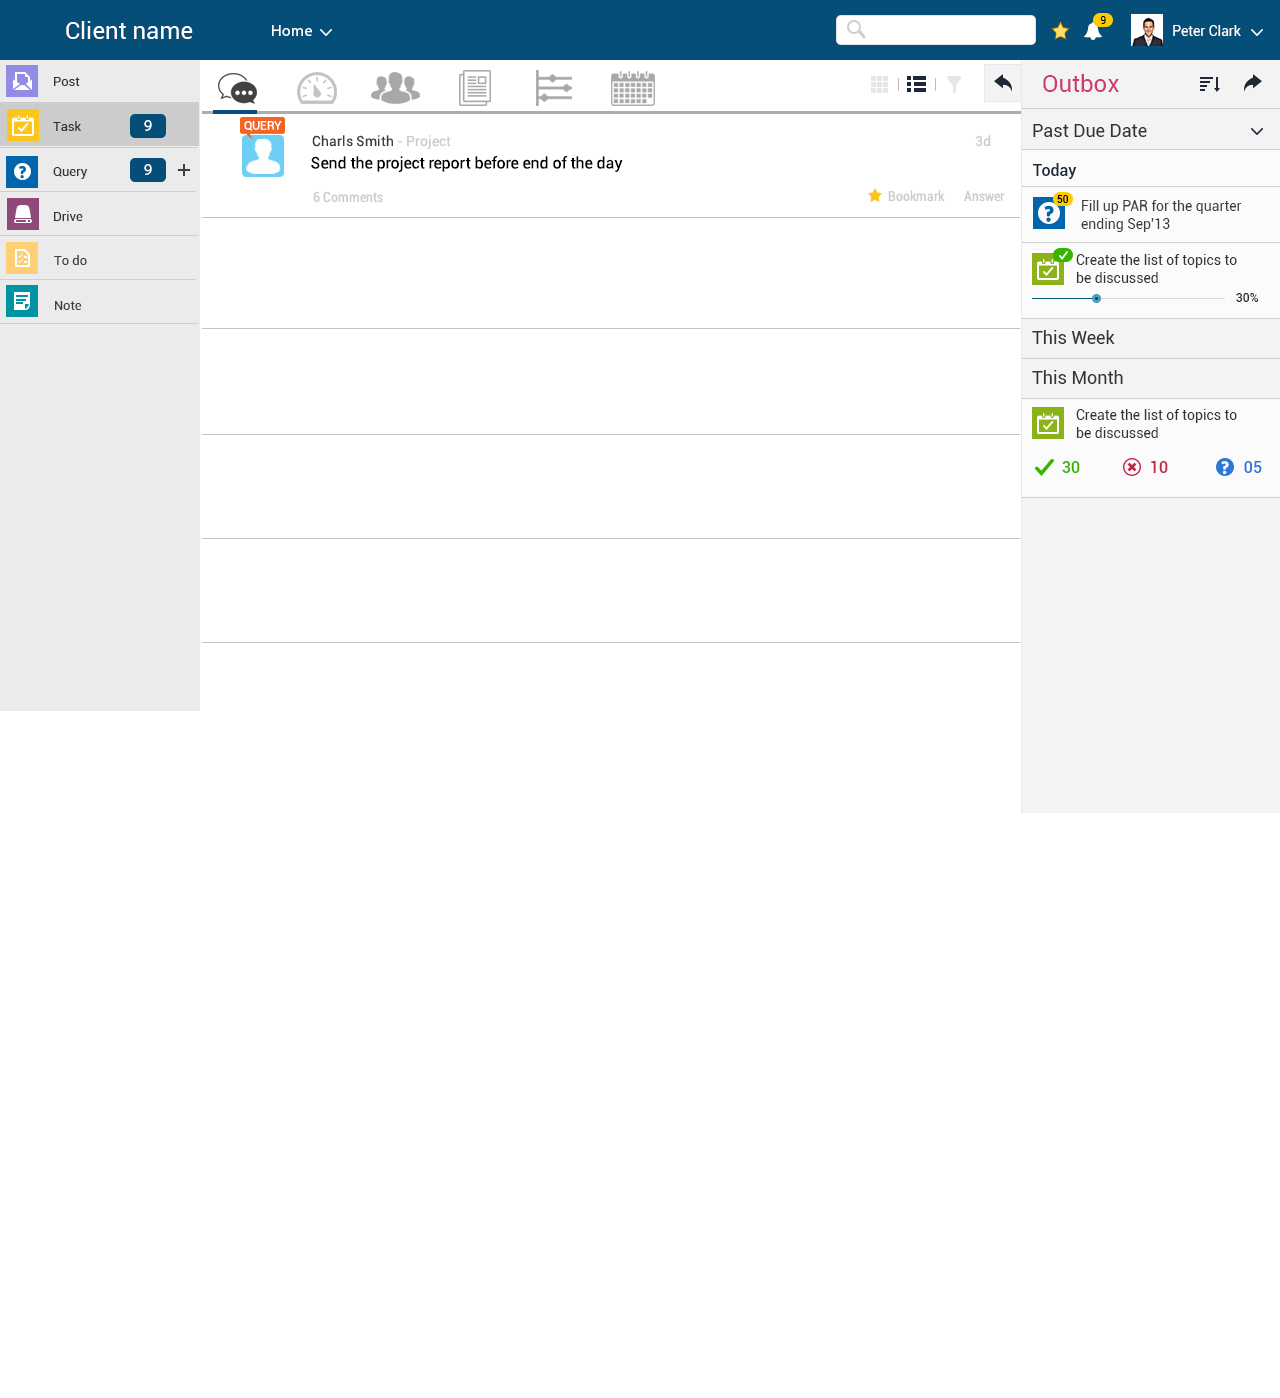 Client name
Home
9
Peter Clark
Post
Task 9
Query 9
Drive
To do
Note
QUERY
Charls Smith - Project
3d
Send the project report before end of the day
6 Comments
Bookmark
Answer
Outbox
Past Due Date
Today
50
Fill up PAR for the quarter
ending Sep'13
Create the list of topics to
be discussed
30%
This Week
This Month
Create the list of topics to
be discussed
30
10
05